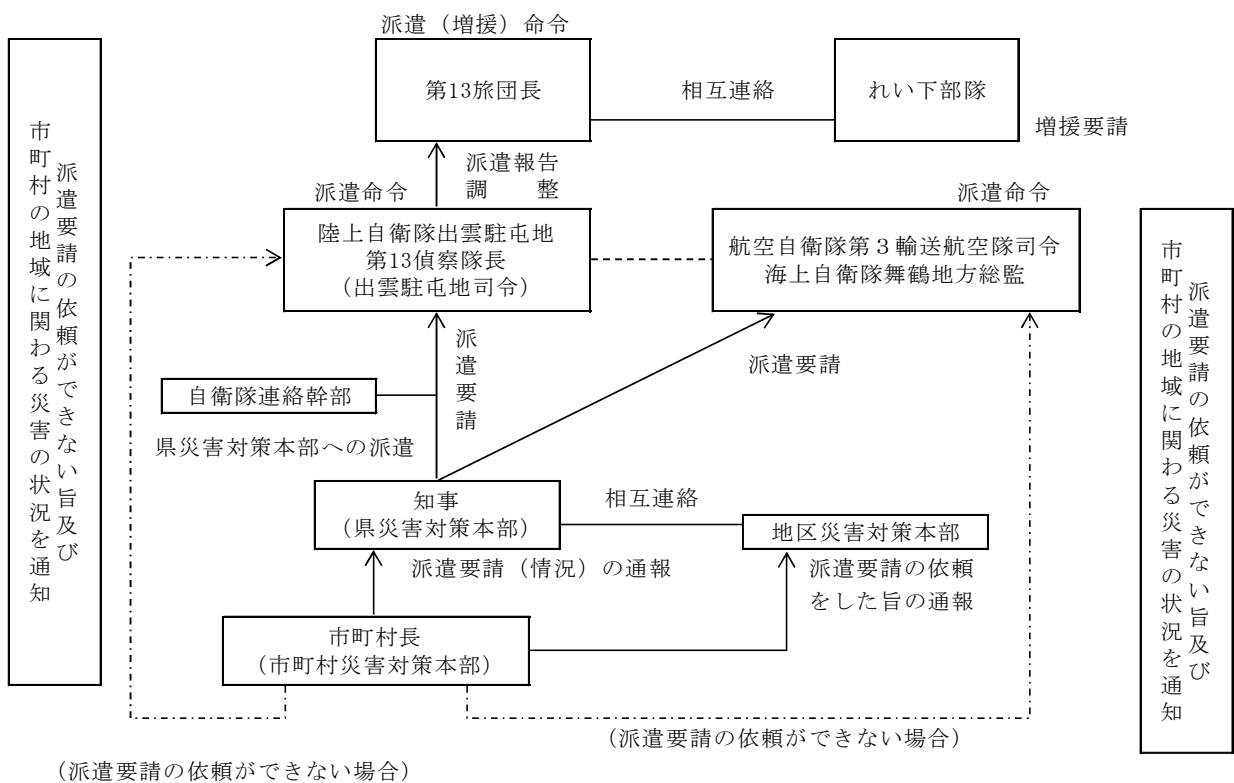 派遣（増援）命令
第13旅団長
相互連絡
れい下部隊
増援要請
派遣要請の依頼ができない旨及び
市町村の地域に関わる災害の状況を通知
派遣報告
調　整
派遣命令
派遣命令
陸上自衛隊出雲駐屯地
第13偵察隊長
（出雲駐屯地司令）
航空自衛隊第３輸送航空隊司令
海上自衛隊舞鶴地方総監
派遣要請の依頼ができない旨及び
市町村の地域に関わる災害の状況を通知
派遣要請
派遣要請
自衛隊連絡幹部
県災害対策本部への派遣
知事
（県災害対策本部）
相互連絡
地区災害対策本部
派遣要請（情況）の通報
派遣要請の依頼
をした旨の通報
市町村長
（市町村災害対策本部）
（派遣要請の依頼ができない場合）
（派遣要請の依頼ができない場合）